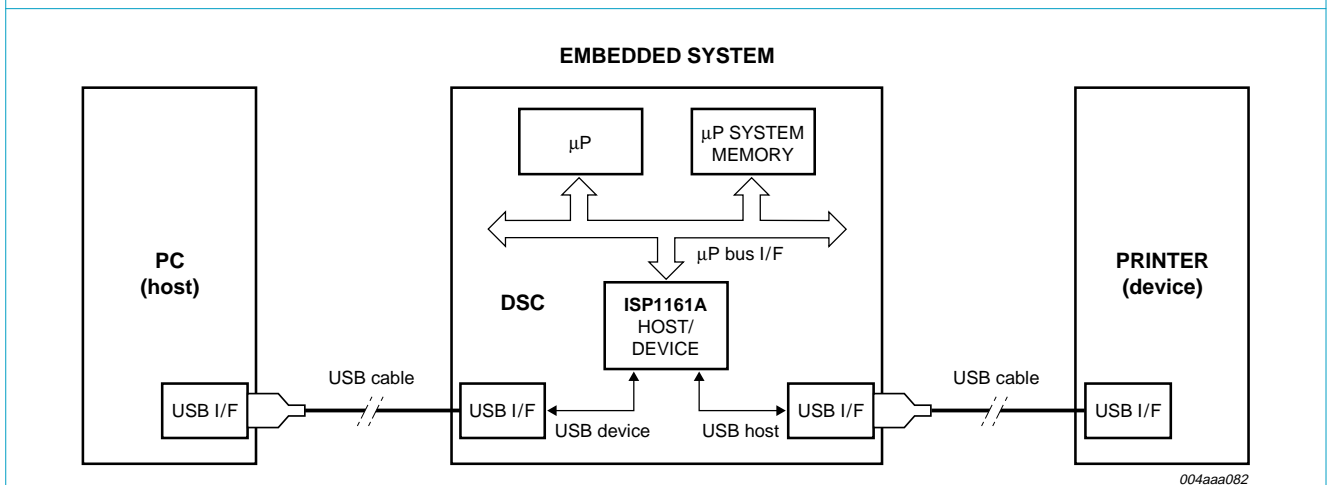 EMBEDDED SYSTEM
μP
μP SYSTEM
MEMORY
μP bus I/F
PC
(host)
DSC
ISP1161A
HOST/
DEVICE
PRINTER
(device)
USB cable
USB cable
USB I/F
USB I/F
USB device
USB host
USB I/F
USB I/F
004aaa082